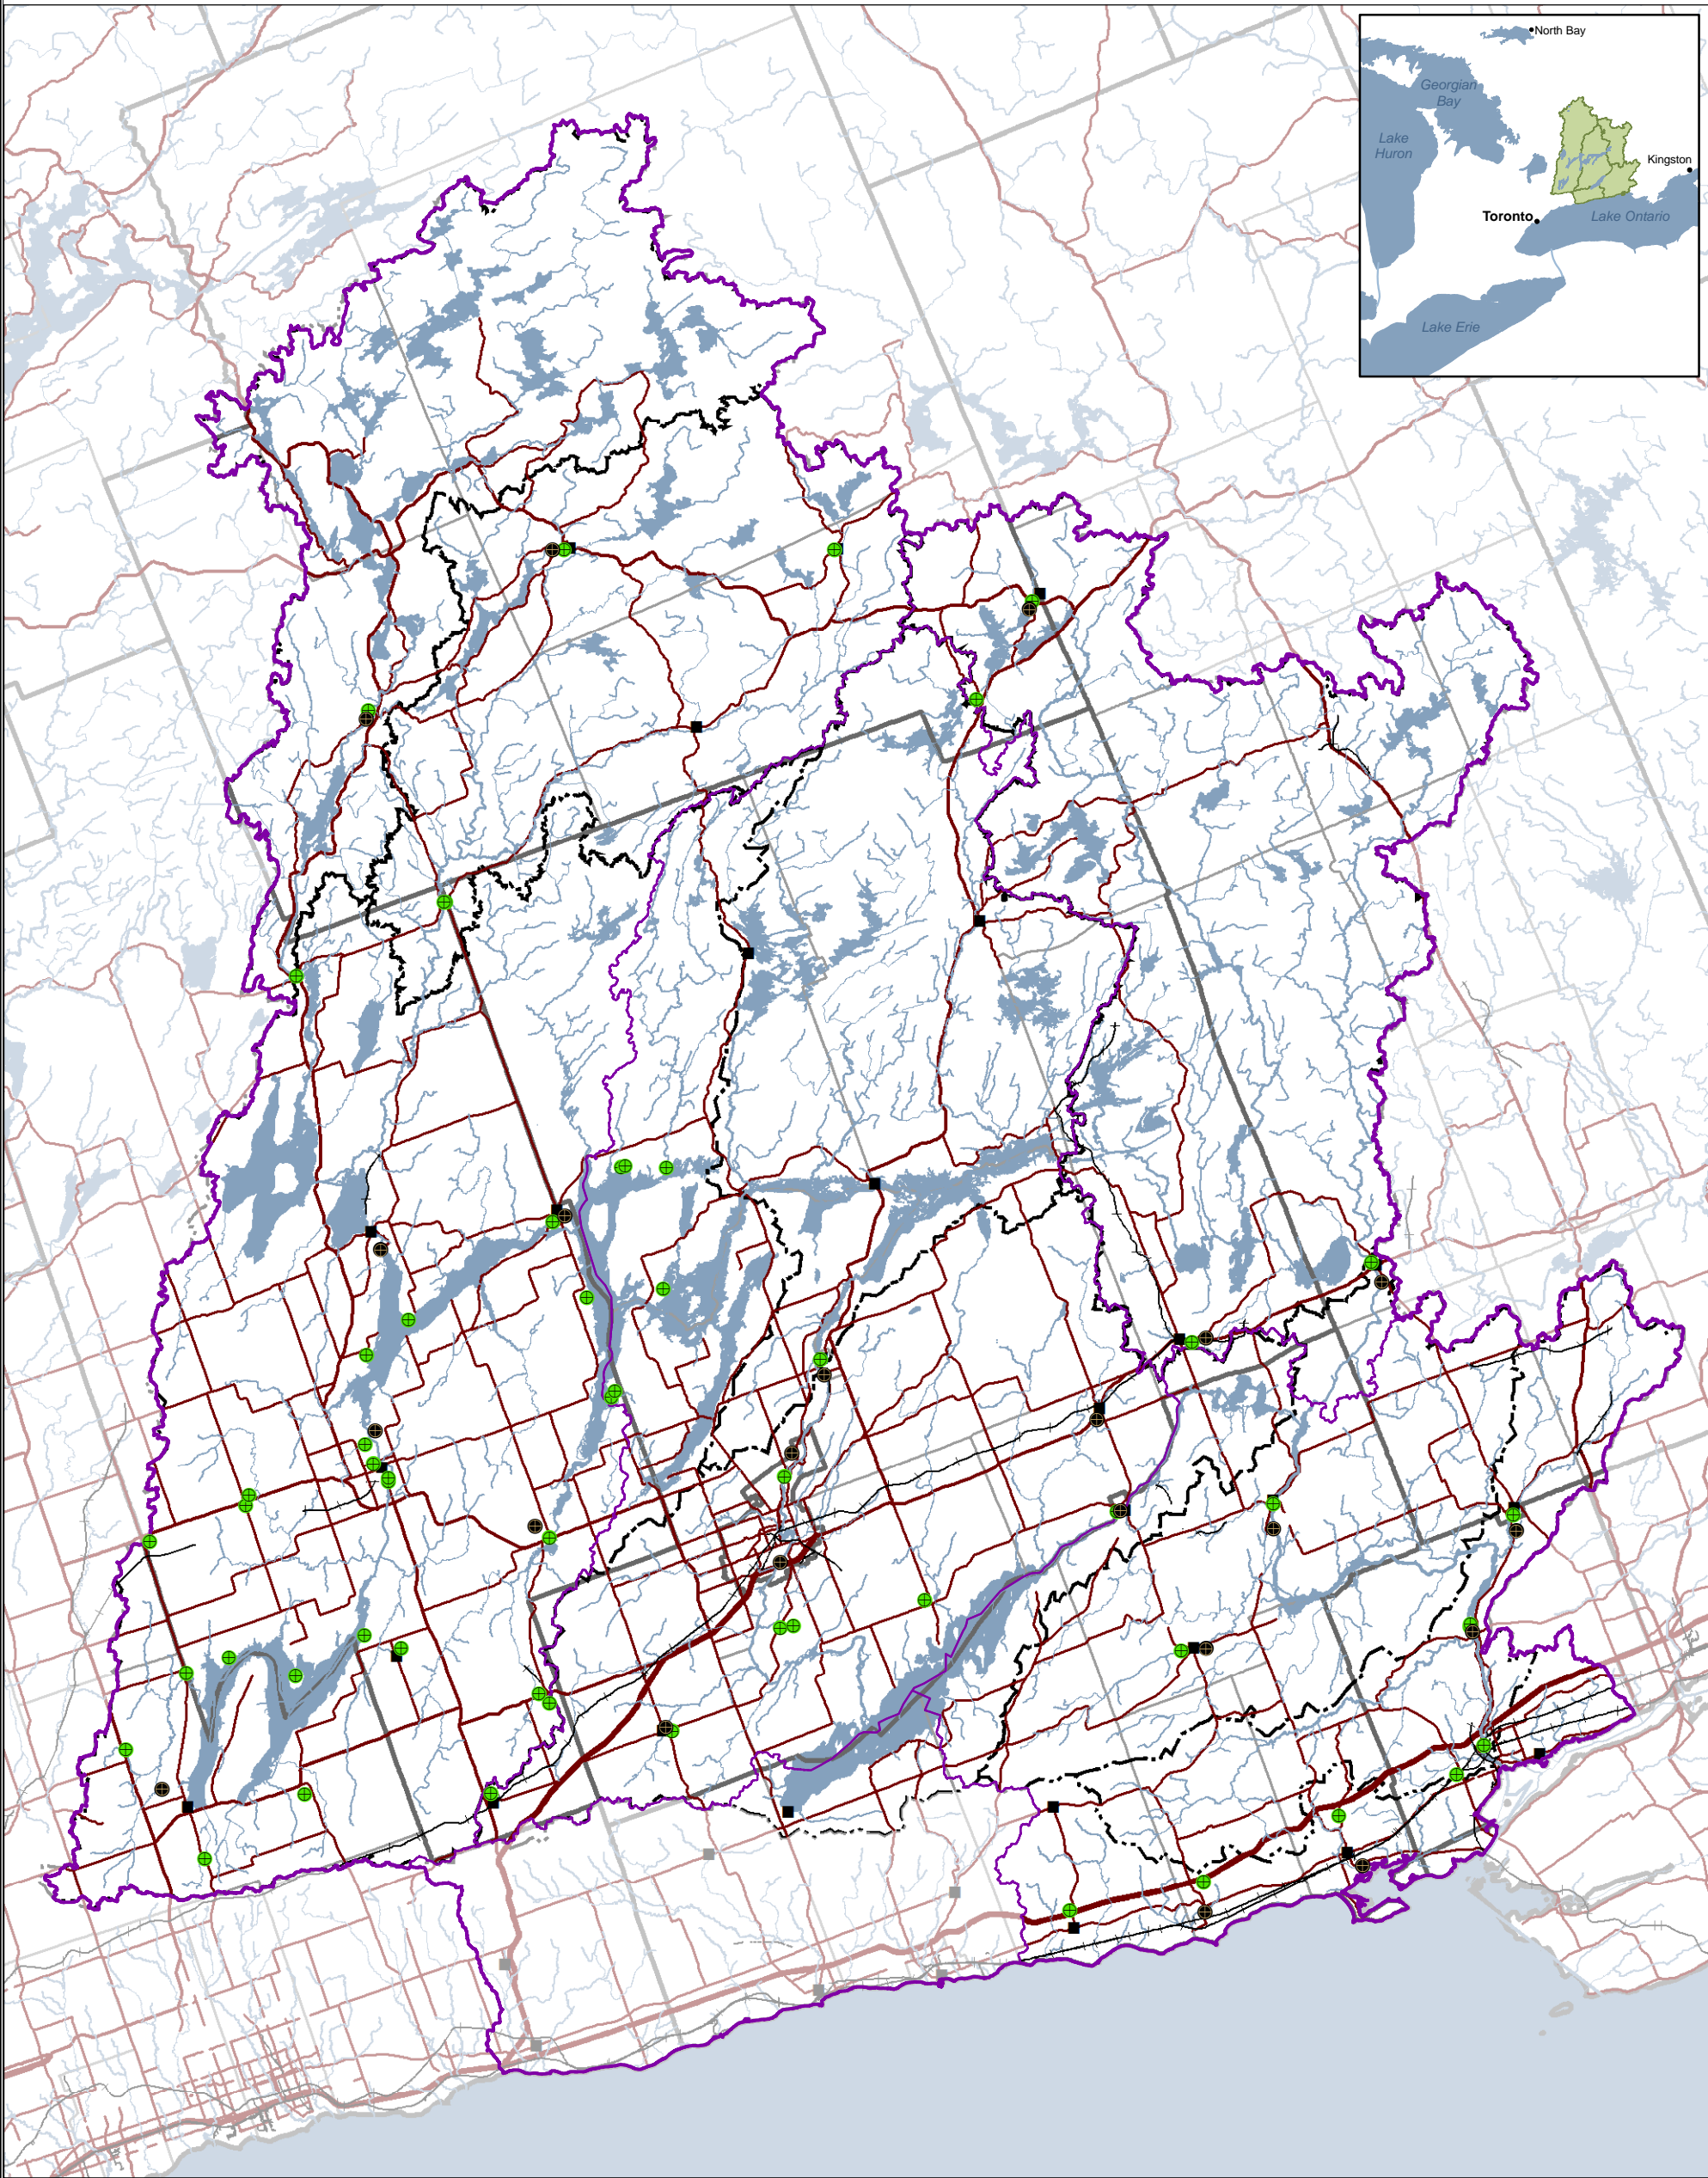 North Bay
Georgian
Bay
Lake
Huron
Kingston
Toronto
Lake Ontario
Lake Erie